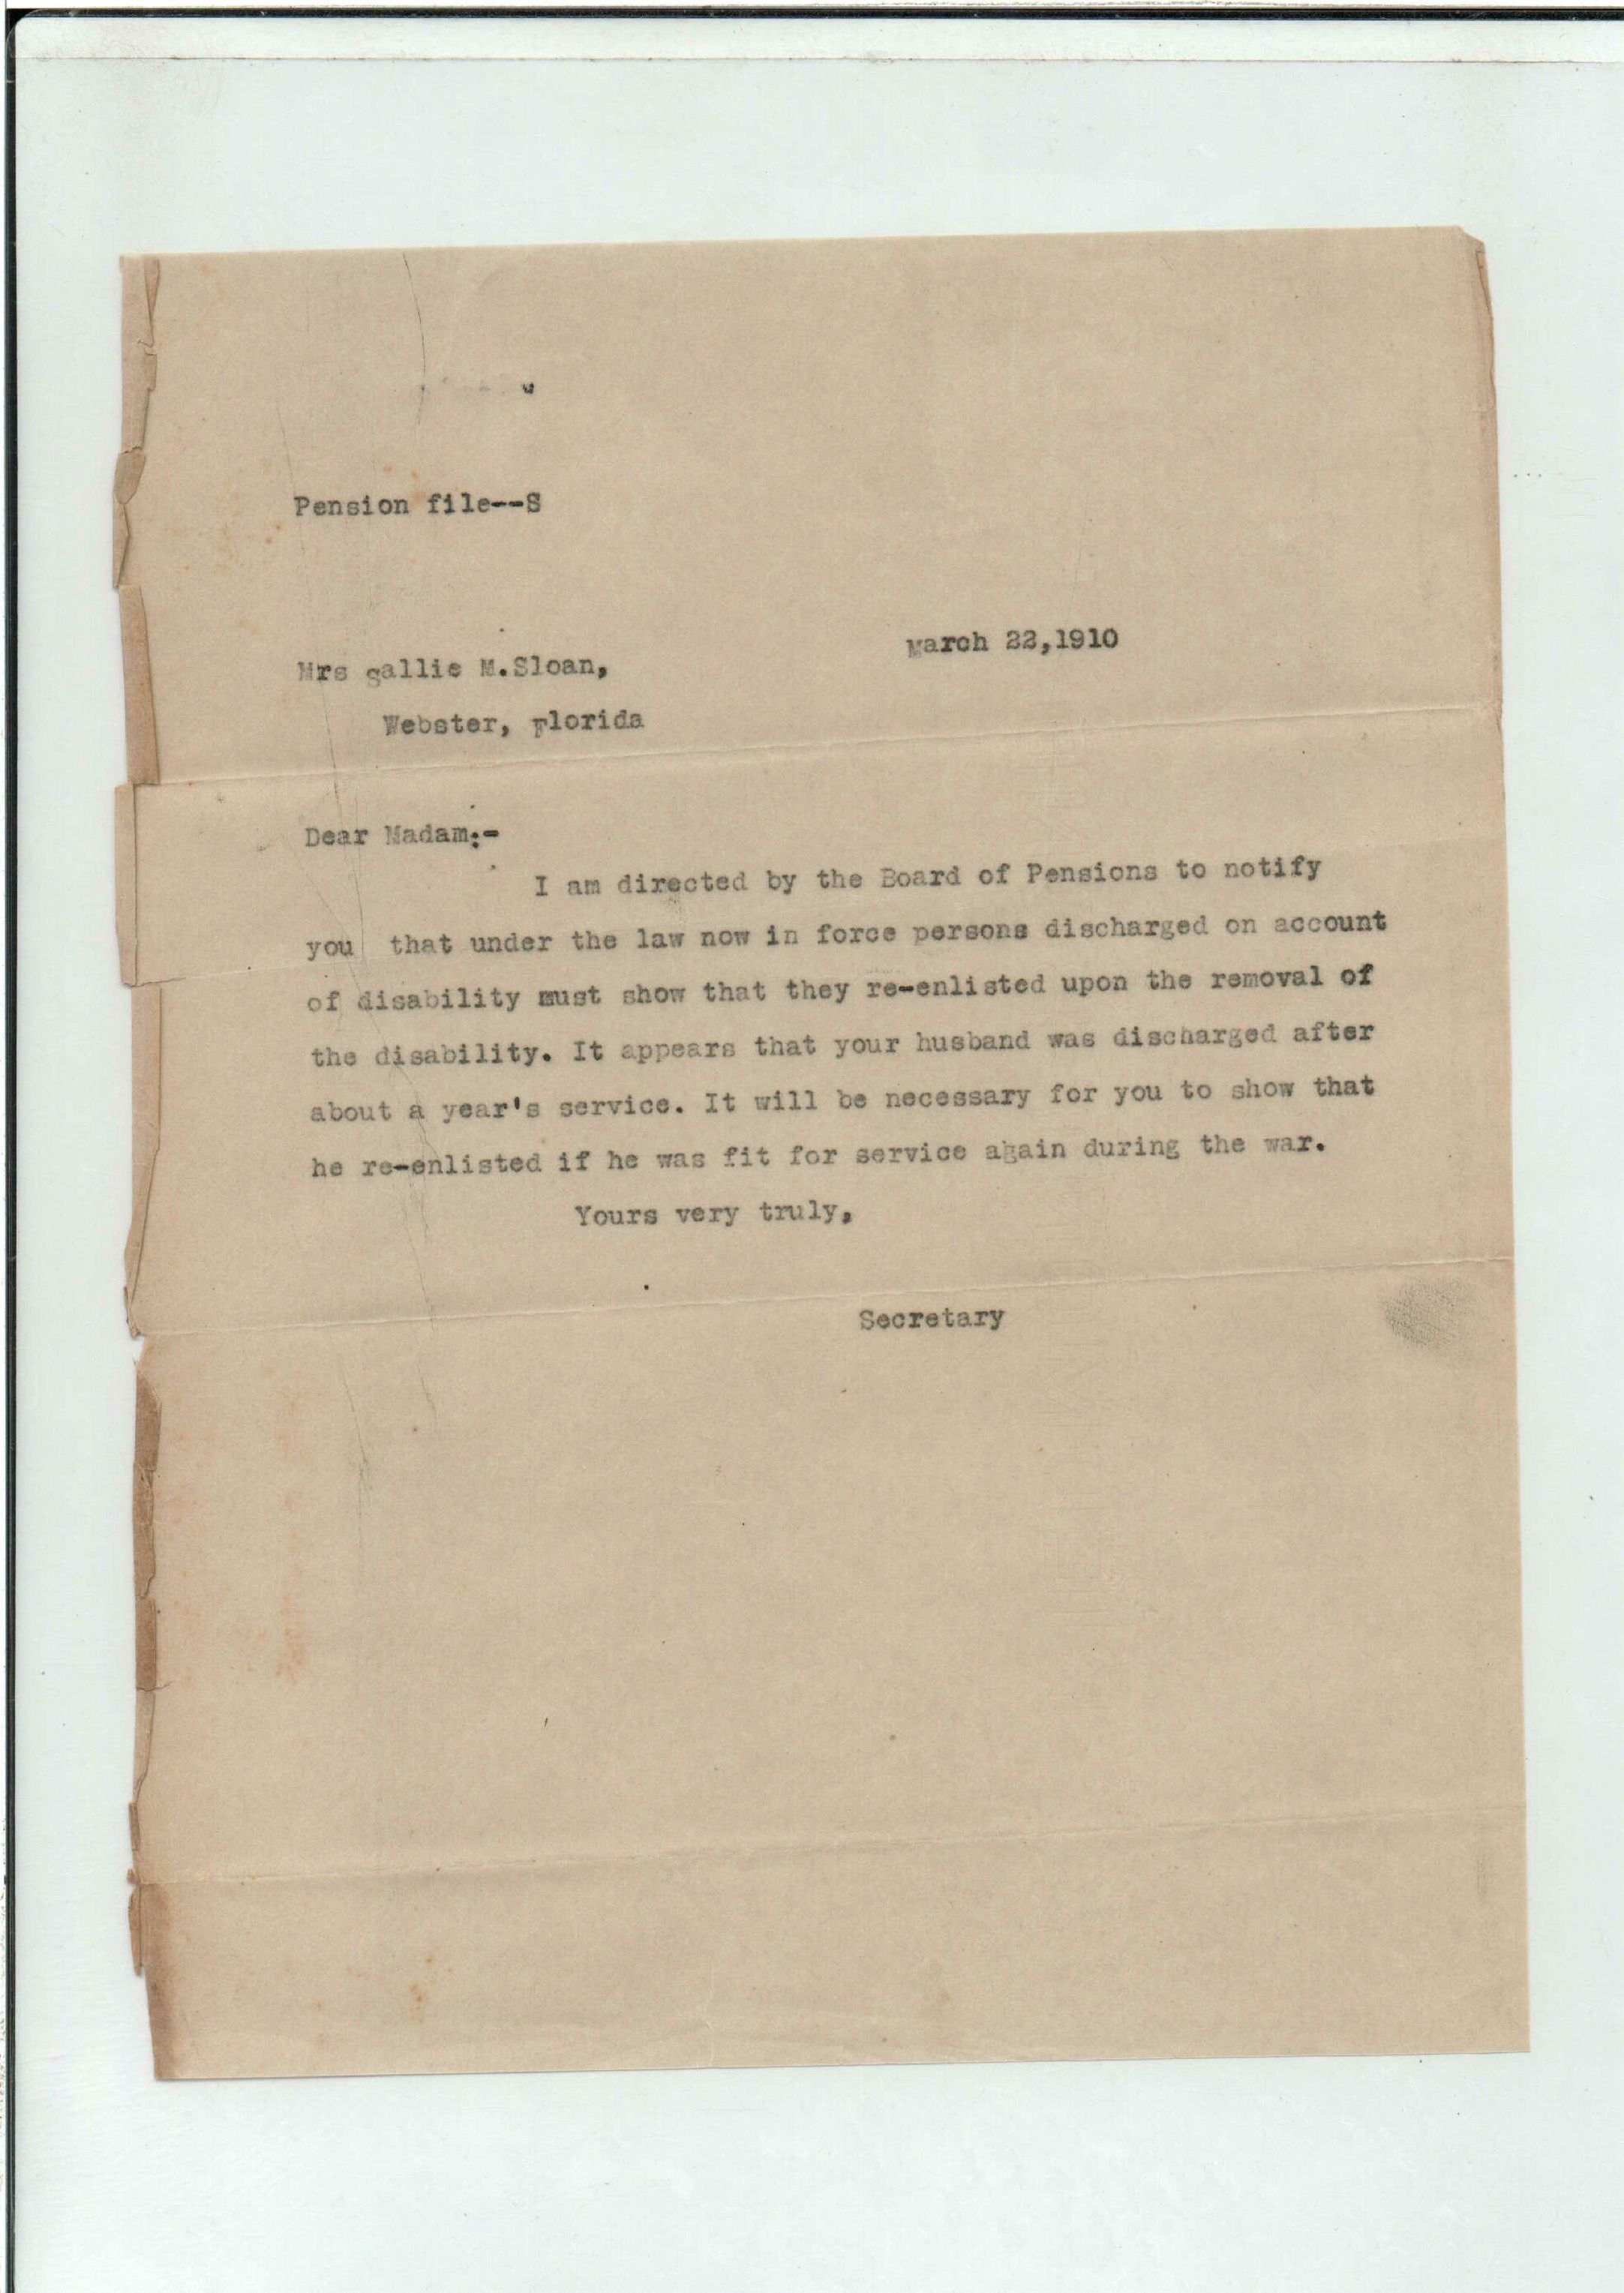 Pension file--S
March 22,1910
Mrs Sallie M.Sloan,
Webster, Florida
Dear Madam:-
I am directed by the Board of Pensions to notify
you that under the law now in force persons discharged on account
of disability must show that they re-enlisted upon the removal of
the disability. It appears that your husband was discharged after
about a year's service. It will be necessary for you to show that
he re-enlisted if he was fit for service again during the war.
Yours very truly,
Secretary